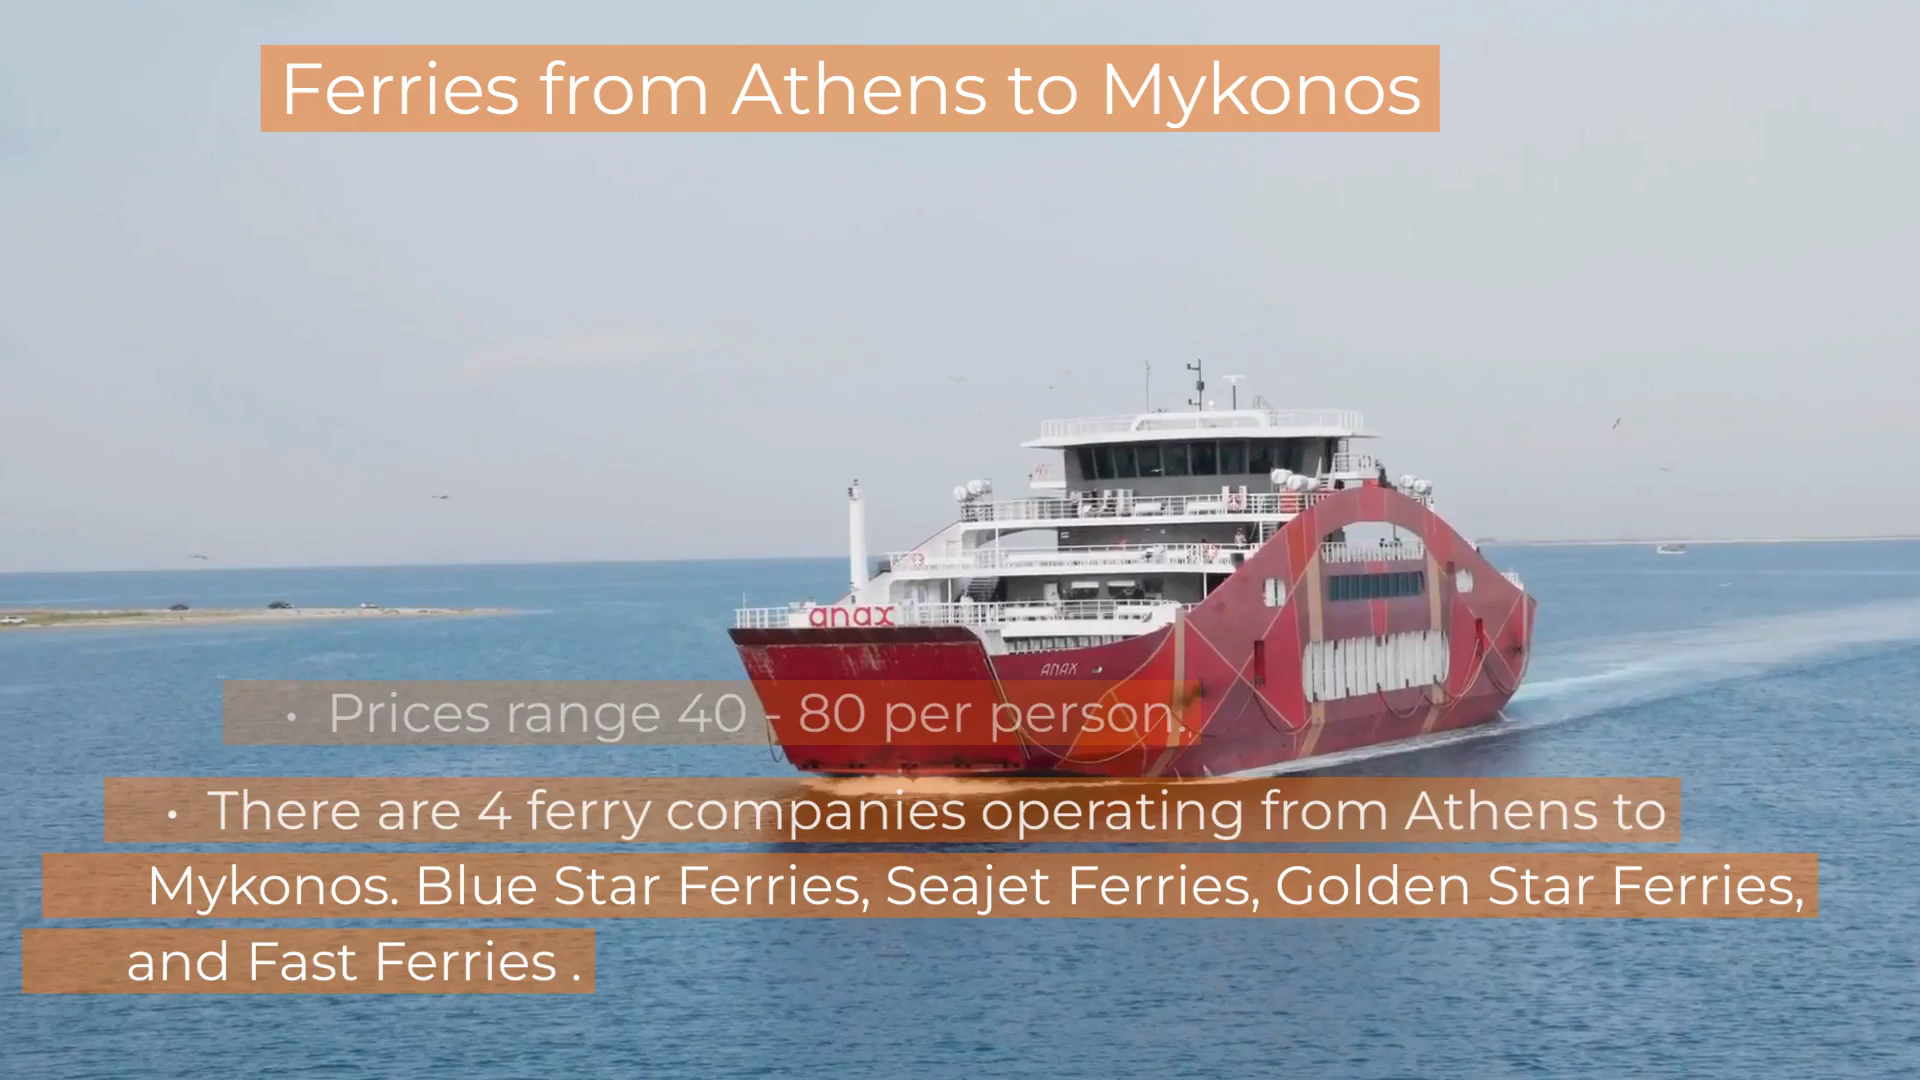 Ferries from Athens to Mykonos
anax
ANAX
• Prices range 40 - 80 per person.
• There are 4 ferry companies operating from Athens to
Mykonos. Blue Star Ferries, Seajet Ferries, Golden Star Ferries,
and Fast Ferries .